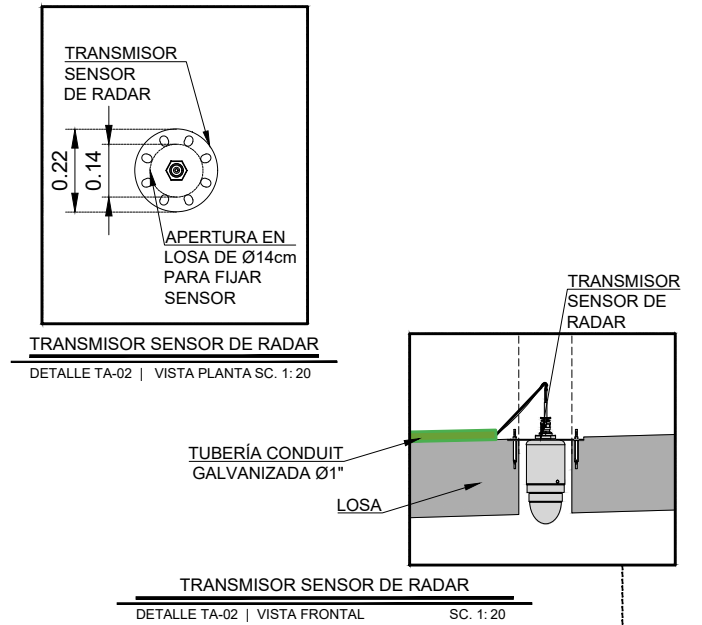 TRANSMISOR
SENSOR
DE RADAR
0.22
0.14
APERTURA EN
LOSA DE Ø14cm
PARA FIJAR
SENSOR
TRANSMISOR SENSOR DE RADAR
DETALLE TA-02 | VISTA PLANTA SC. 1:20
TRANSMISOR
SENSOR DE
RADAR
TUBERÍA CONDUIT
GALVANIZADA Ø1"
LOSA
TRANSMISOR SENSOR DE RADAR
DETALLE TA-02 | VISTA FRONTAL SC. 1:20